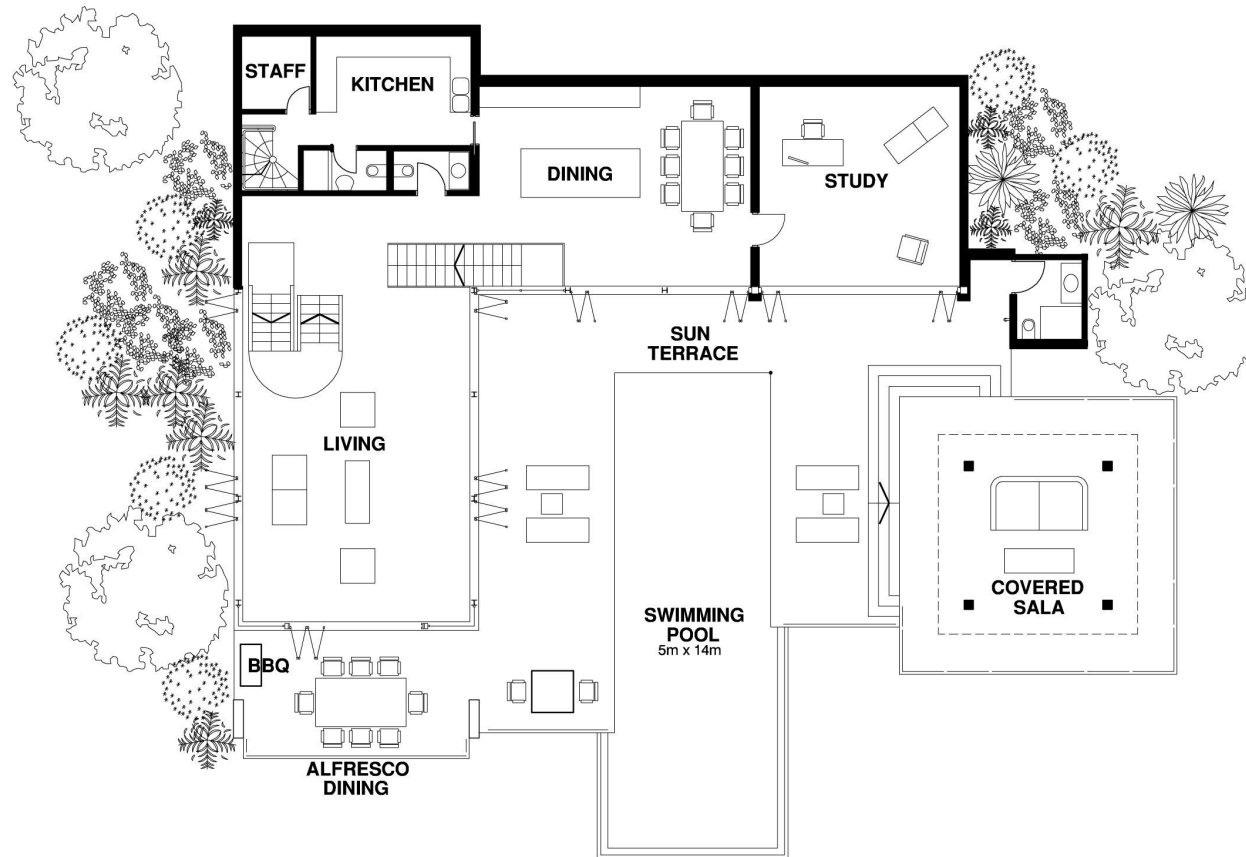 STAFF
KITCHEN
DINING
STUDY
SUN
TERRACE
LIVING
COVERED
SALA
SWIMMING
POOL
5m x 14m
BBQ
ALFRESCO
DINING